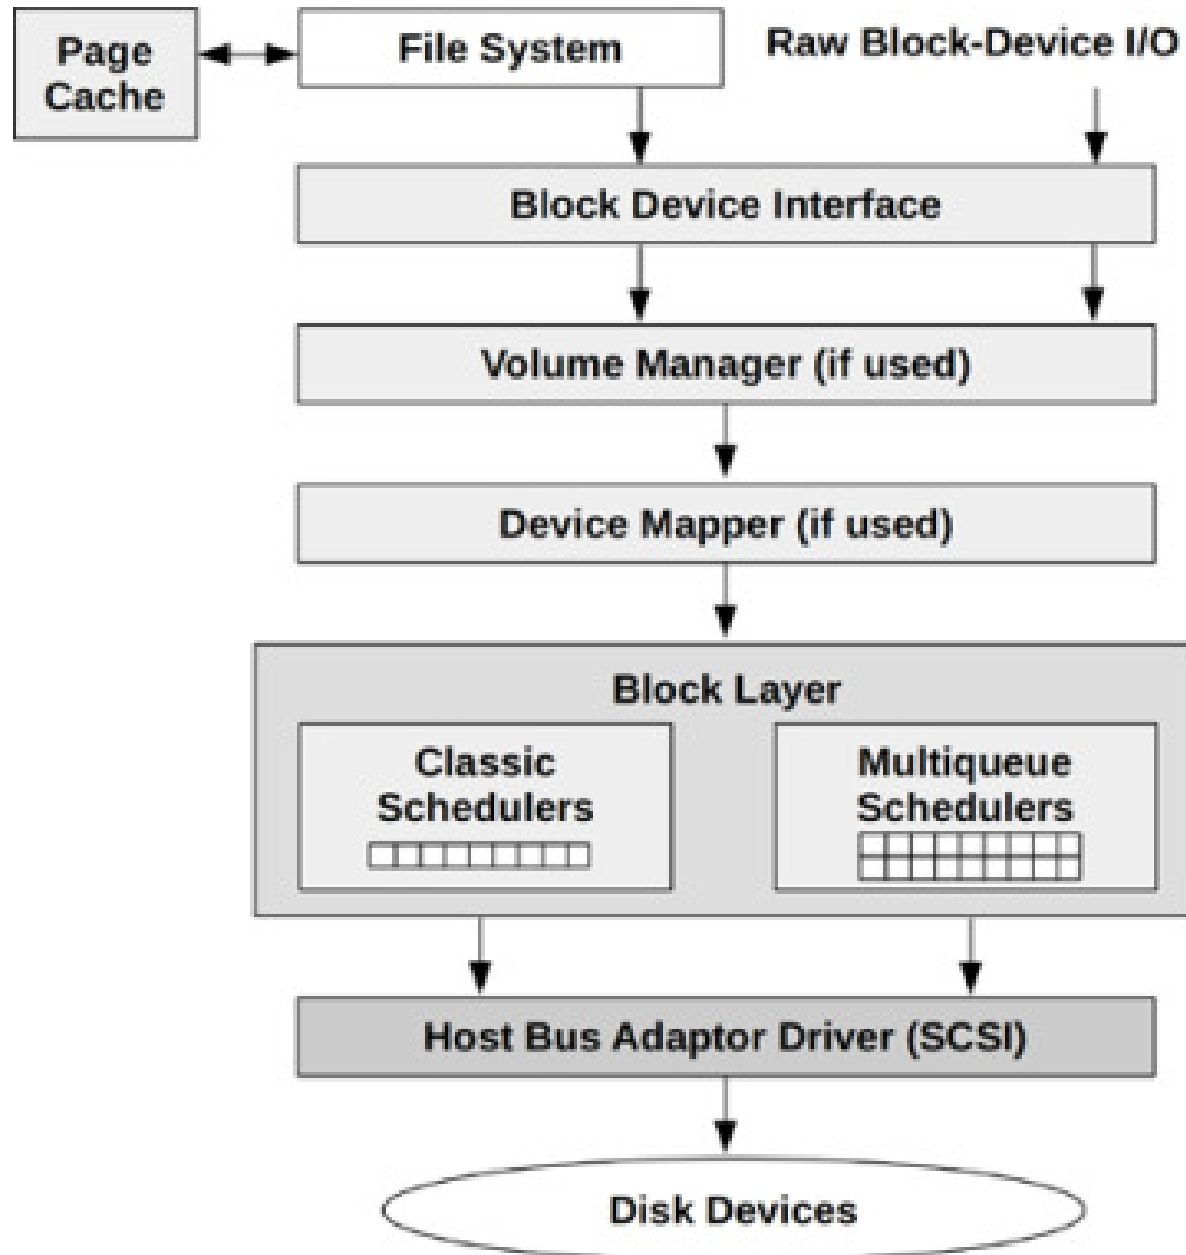 Page
Cache
File System
Raw Block-Device I/O
Block Device Interface
Volume Manager (if used)
Device Mapper (if used)
Block Layer
Classic
Schedulers
Multiqueue
Schedulers
Host Bus Adaptor Driver (SCSI)
Disk Devices